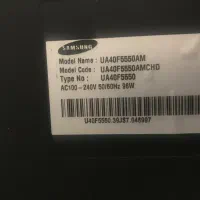 SAMSUNG
Model Name : UA40F5550AM
Model Code : UA40F5550AMCHD
Type No : UA40F5550
AC100 - 240V 50/60Hz 96W